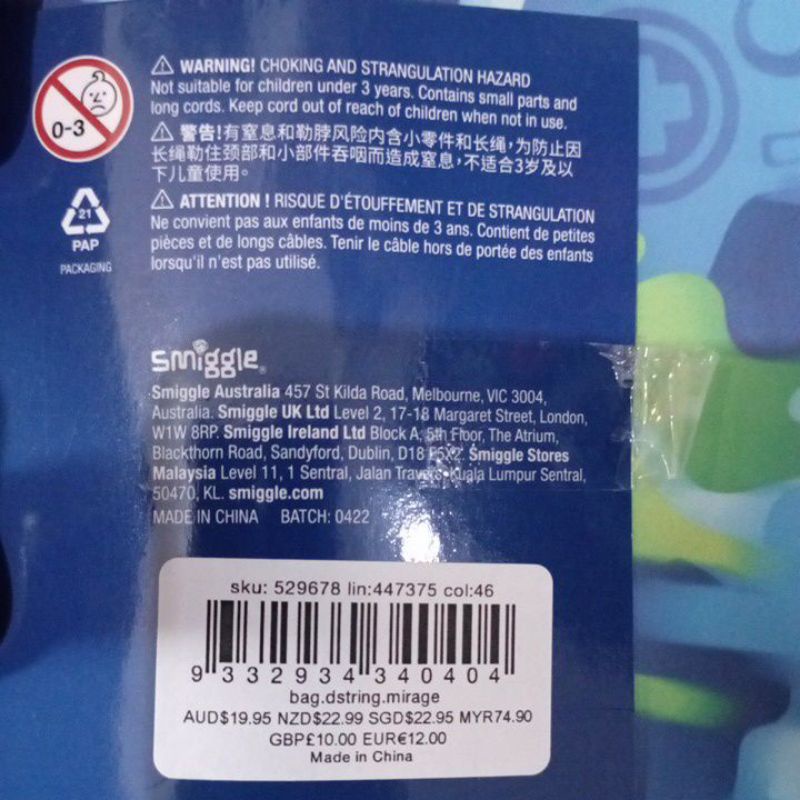 ⚠ WARNING! CHOKING AND STRANGULATION HAZARD
Not suitable for children under 3 years. Contains small parts and
long cords. Keep cord out of reach of children when not in use.
0-3
⚠ 警告!有窒息和勒脖风险内含小零件和长绳,为防止因
长绳勒住颈部和小部件吞咽而造成窒息,不适合3岁及以
下儿童使用。
⚠ ATTENTION ! RISQUE D'ÉTOUFFEMENT ET DE STRANGULATION
Ne convient pas aux enfants de moins de 3 ans. Contient de petites
pièces et de longs câbles. Tenir le câble hors de portée des enfants
lorsqu'il n'est pas utilisé.
21
PAP
PACKAGING
smiggle®
Smiggle Australia 457 St Kilda Road, Melbourne, VIC 3004,
Australia. Smiggle UK Ltd Level 2, 17-18 Margaret Street, London,
W1W 8RP. Smiggle Ireland Ltd Block A, 5th Floor, The Atrium,
Blackthorn Road, Sandyford, Dublin, D18 F5X2. Smiggle Stores
Malaysia Level 11, 1 Sentral, Jalan Travers, Kuala Lumpur Sentral,
50470, KL. smiggle.com
MADE IN CHINA BATCH: 0422
sku: 529678 lin:447375 col:46
9 332934 340404
bag.dstring.mirage
AUD$19.95 NZD$22.99 SGD$22.95 MYR74.90
GBP£10.00 EUR€12.00
Made in China